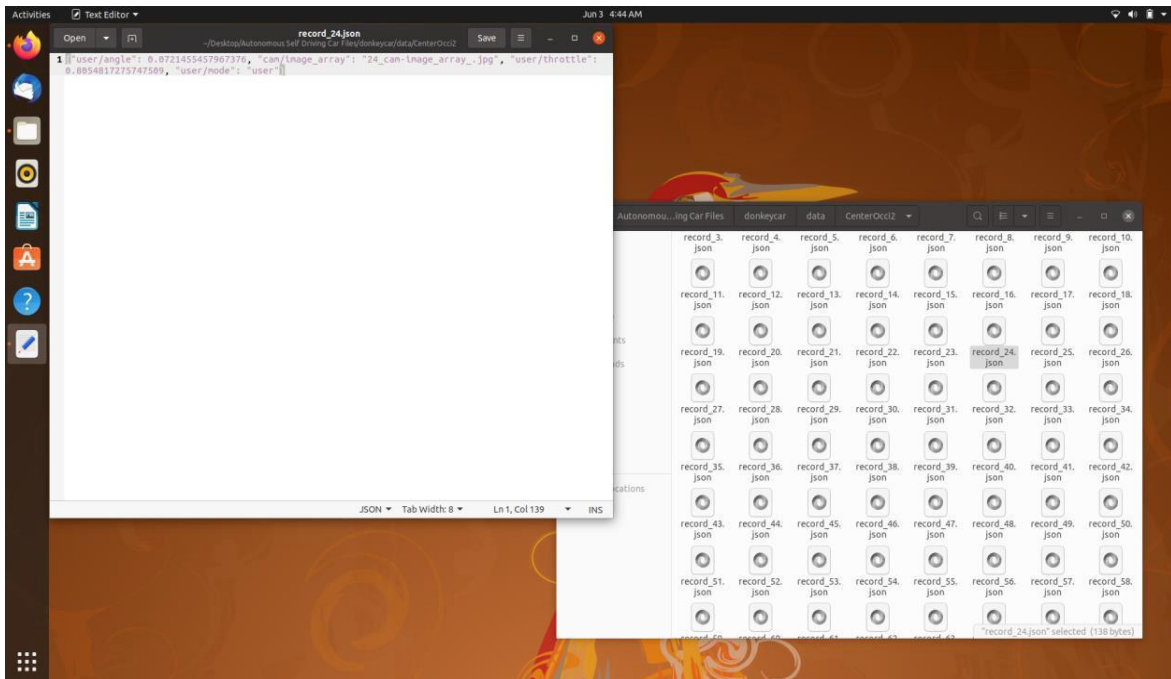 Activities Text Editor Jun 3 4:44 AM
Open record_24.json Save
~/Desktop/Autonomous Self Driving Car Files/donkeycar/data/CenterOcci2
1 {"user/angle": 0.0721455457967376, "cam/image_array": "24_cam-image_array_.jpg", "user/throttle":
0.8054817275747509, "user/mode": "user"}
JSON Tab Width: 8 Ln 1, Col 139 INS
Autonomou...ing Car Files donkeycar data CenterOcci2
record_3. record_4. record_5. record_6. record_7. record_8. record_9. record_10.
json json json json json json json json
record_11. record_12. record_13. record_14. record_15. record_16. record_17. record_18.
json json json json json json json json
nts
record_19. record_20. record_21. record_22. record_23. record_24. record_25. record_26.
ds json json json json json json json json
record_27. record_28. record_29. record_30. record_31. record_32. record_33. record_34.
json json json json json json json json
record_35. record_36. record_37. record_38. record_39. record_40. record_41. record_42.
json json json json json json json json
cations
record_43. record_44. record_45. record_46. record_47. record_48. record_49. record_50.
json json json json json json json json
record_51. record_52. record_53. record_54. record_55. record_56. record_57. record_58.
json json json json json json json json
"record_24.json" selected (138 bytes)